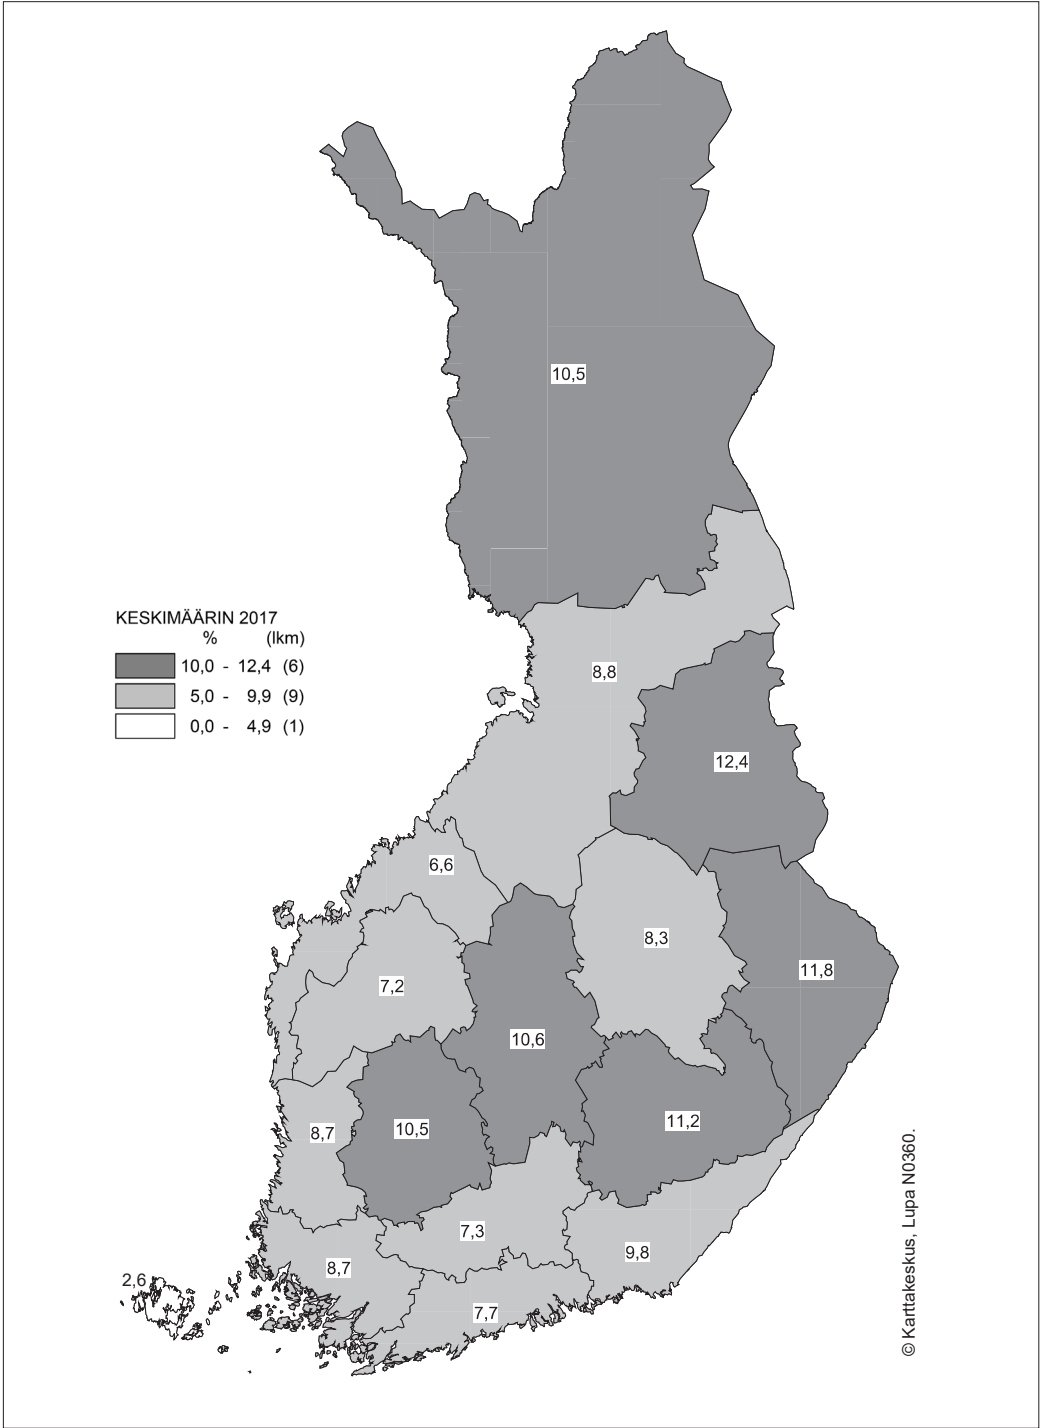 10,5
KESKIMÄÄRIN 2017
% (lkm)
10,0 - 12,4 (6)
5,0 - 9,9 (9)
0,0 - 4,9 (1)
8,8
12,4
6,6
8,3
11,8
7,2
10,6
11,2
8,7
10,5
7,3
9,8
8,7
2,6
7,7
© Karttakeskus, Lupa N0360.